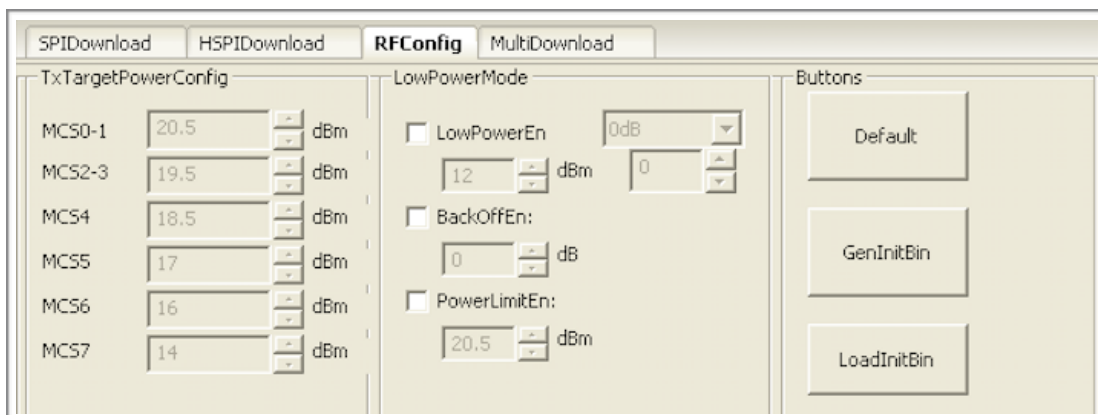 SPIDownload HSPIDownload RFConfig MultiDownload
TxTargetPowerConfig
MCS0-1 20.5 dBm
MCS2-3 19.5 dBm
MCS4 18.5 dBm
MCS5 17 dBm
MCS6 16 dBm
MCS7 14 dBm
LowPowerMode
LowPowerEn 0dB
12 dBm 0
BackOffEn:
0 dB
PowerLimitEn:
20.5 dBm
Buttons
Default
GenInitBin
LoadInitBin